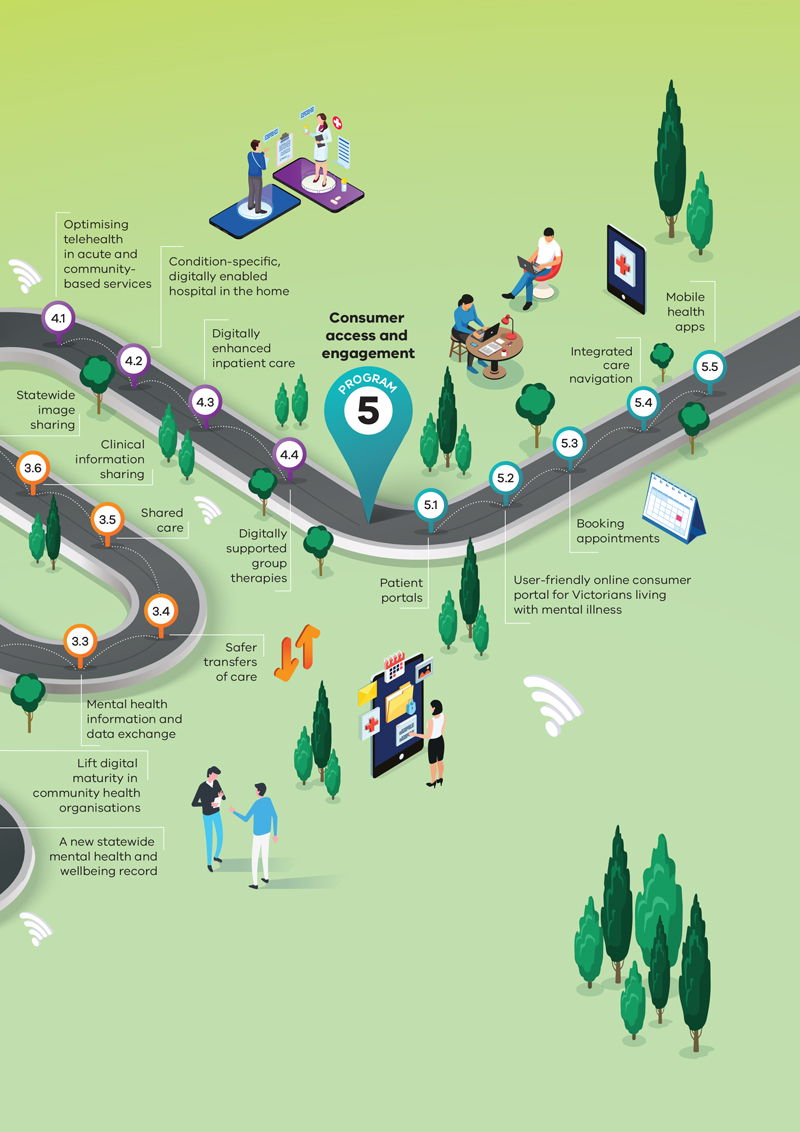 4.1
Optimising
telehealth
in acute and
community-
based services
4.2
Condition-specific,
digitally enabled
hospital in the home
4.3
Digitally
enhanced
inpatient care
4.4
Digitally
supported
group
therapies
Consumer
access and
engagement
PROGRAM
5
5.1
Patient
portals
5.2
User-friendly online consumer
portal for Victorians living
with mental illness
5.3
Booking
appointments
5.4
Integrated
care
navigation
5.5
Mobile
health
apps
Statewide
image
sharing
3.6
Clinical
information
sharing
3.5
Shared
care
3.4
Safer
transfers
of care
3.3
Mental health
information and
data exchange
Lift digital
maturity in
community health
organisations
A new statewide
mental health and
wellbeing record